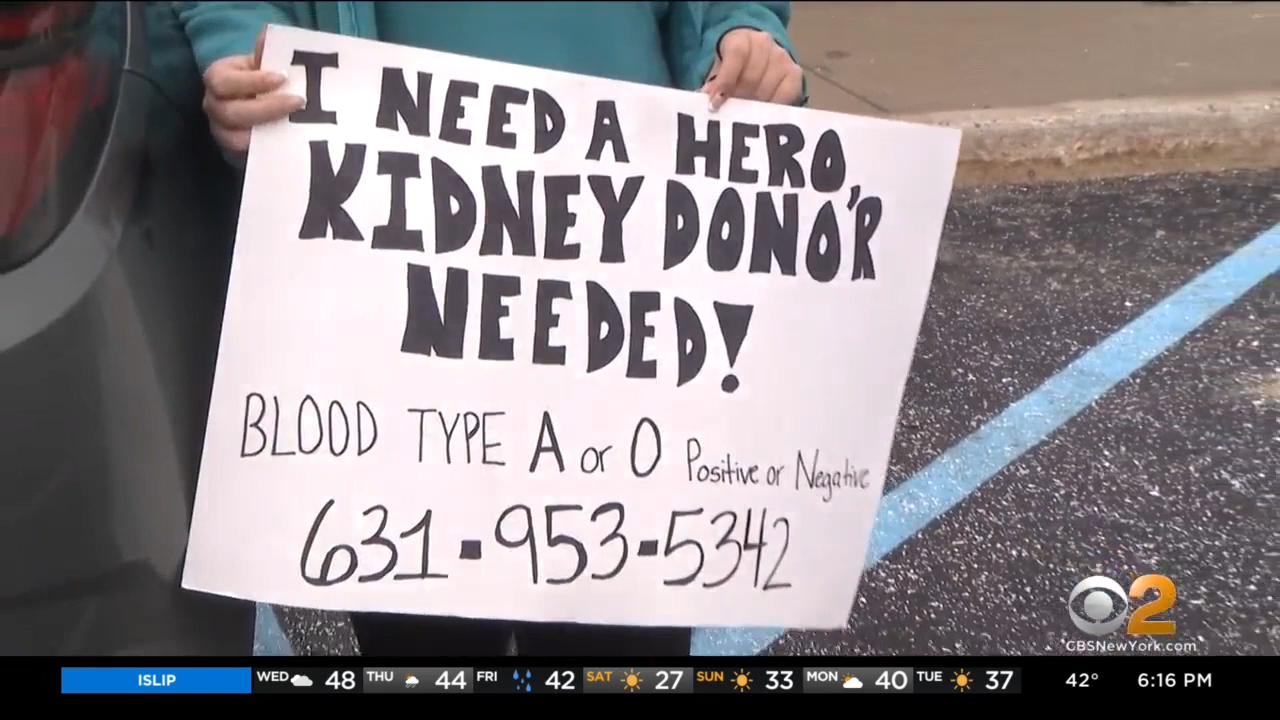 I NEED A HERO,
KIDNEY DONO'R
NEEDED!
BLOOD TYPE A or O Positive or Negative
631-953-5342
2
CBSNewYork.com
ISLIP WED 48 THU 44 FRI 42 SAT 27 SUN 33 MON 40 TUE 37 42° 6:16 PM